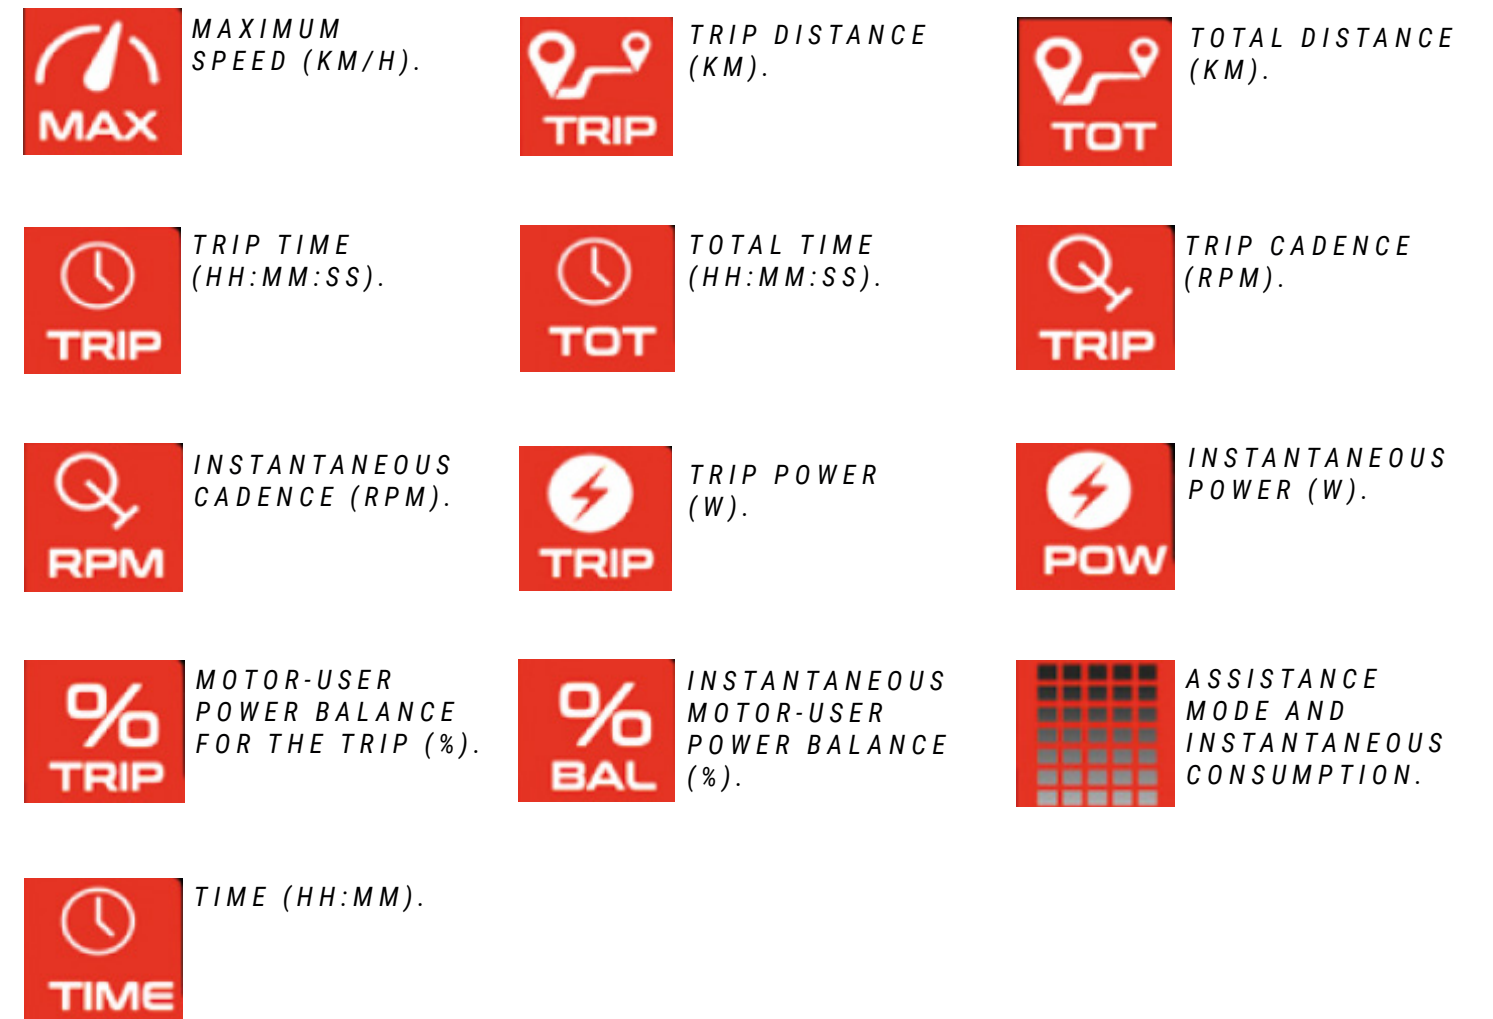 MAXIMUM
SPEED (KM/H).
MAX
TRIP DISTANCE
(KM).
TRIP
TOTAL DISTANCE
(KM).
TOT
TRIP TIME
(HH:MM:SS).
TRIP
TOTAL TIME
(HH:MM:SS).
TOT
TRIP CADENCE
(RPM).
TRIP
INSTANTANEOUS
CADENCE (RPM).
RPM
TRIP POWER
(W).
TRIP
INSTANTANEOUS
POWER (W).
POW
MOTOR-USER
POWER BALANCE
FOR THE TRIP (%).
%
TRIP
INSTANTANEOUS
MOTOR-USER
POWER BALANCE
(%).
%
BAL
ASSISTANCE
MODE AND
INSTANTANEOUS
CONSUMPTION.
TIME (HH:MM).
TIME